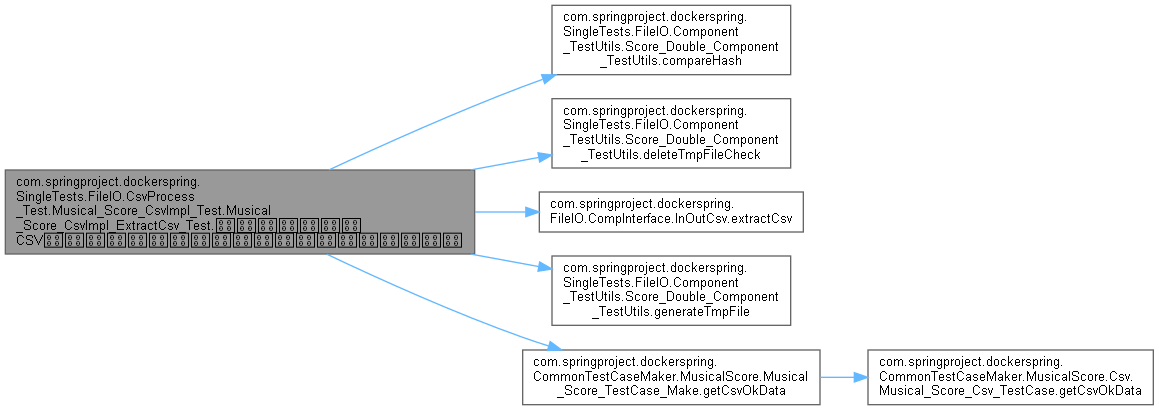 com.springproject.dockerspring.
SingleTests.FileIO.Component
_TestUtils.Score_Double_Component
_TestUtils.compareHash
com.springproject.dockerspring.
SingleTests.FileIO.Component
_TestUtils.Score_Double_Component
_TestUtils.deleteTmpFileCheck
com.springproject.dockerspring.
SingleTests.FileIO.CsvProcess
_Test.Musical_Score_CsvImpl_Test.Musical
_Score_CsvImpl_ExtractCsv_Test.
CSV
com.springproject.dockerspring.
FileIO.CompInterface.InOutCsv.extractCsv
com.springproject.dockerspring.
SingleTests.FileIO.Component
_TestUtils.Score_Double_Component
_TestUtils.generateTmpFile
com.springproject.dockerspring.
CommonTestCaseMaker.MusicalScore.Musical
_Score_TestCase_Make.getCsvOkData
com.springproject.dockerspring.
CommonTestCaseMaker.MusicalScore.Csv.
Musical_Score_Csv_TestCase.getCsvOkData